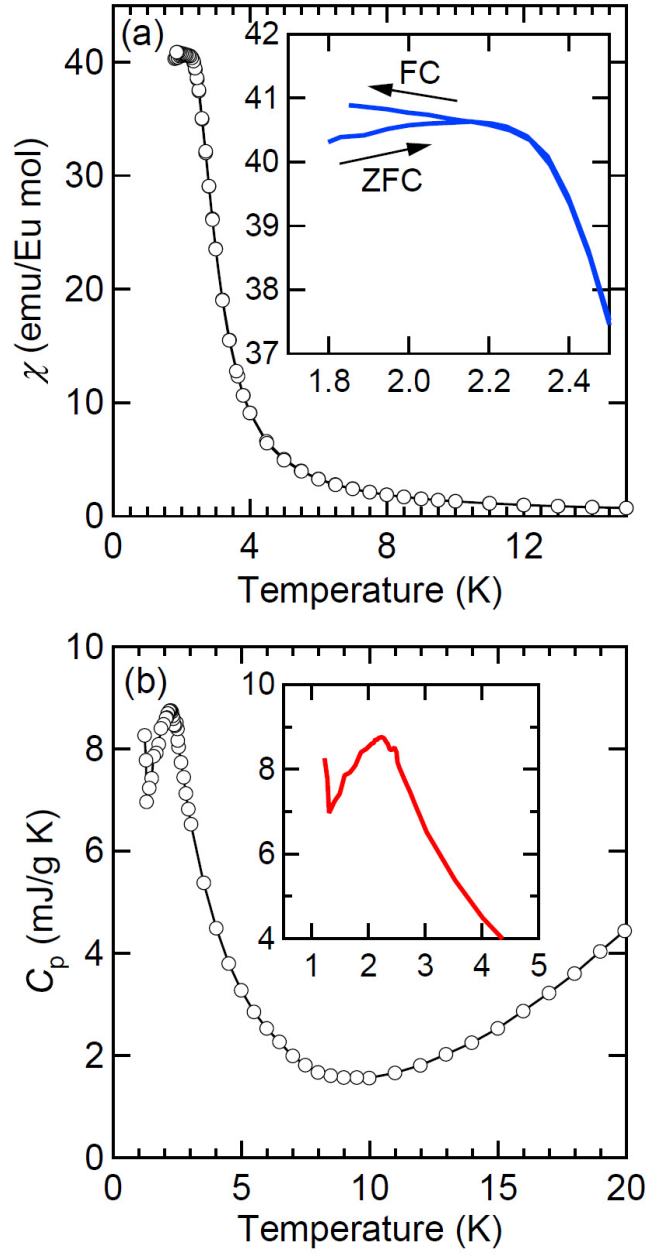 (a)
χ (emu/Eu mol)
40
30
20
10
0
42
41
40
39
38
37
FC
ZFC
1.8 2.0 2.2 2.4
0 4 8 12
Temperature (K)
(b)
Cp (mJ/g K)
10
8
6
4
2
0
10
8
6
4
1 2 3 4 5
0 5 10 15 20
Temperature (K)